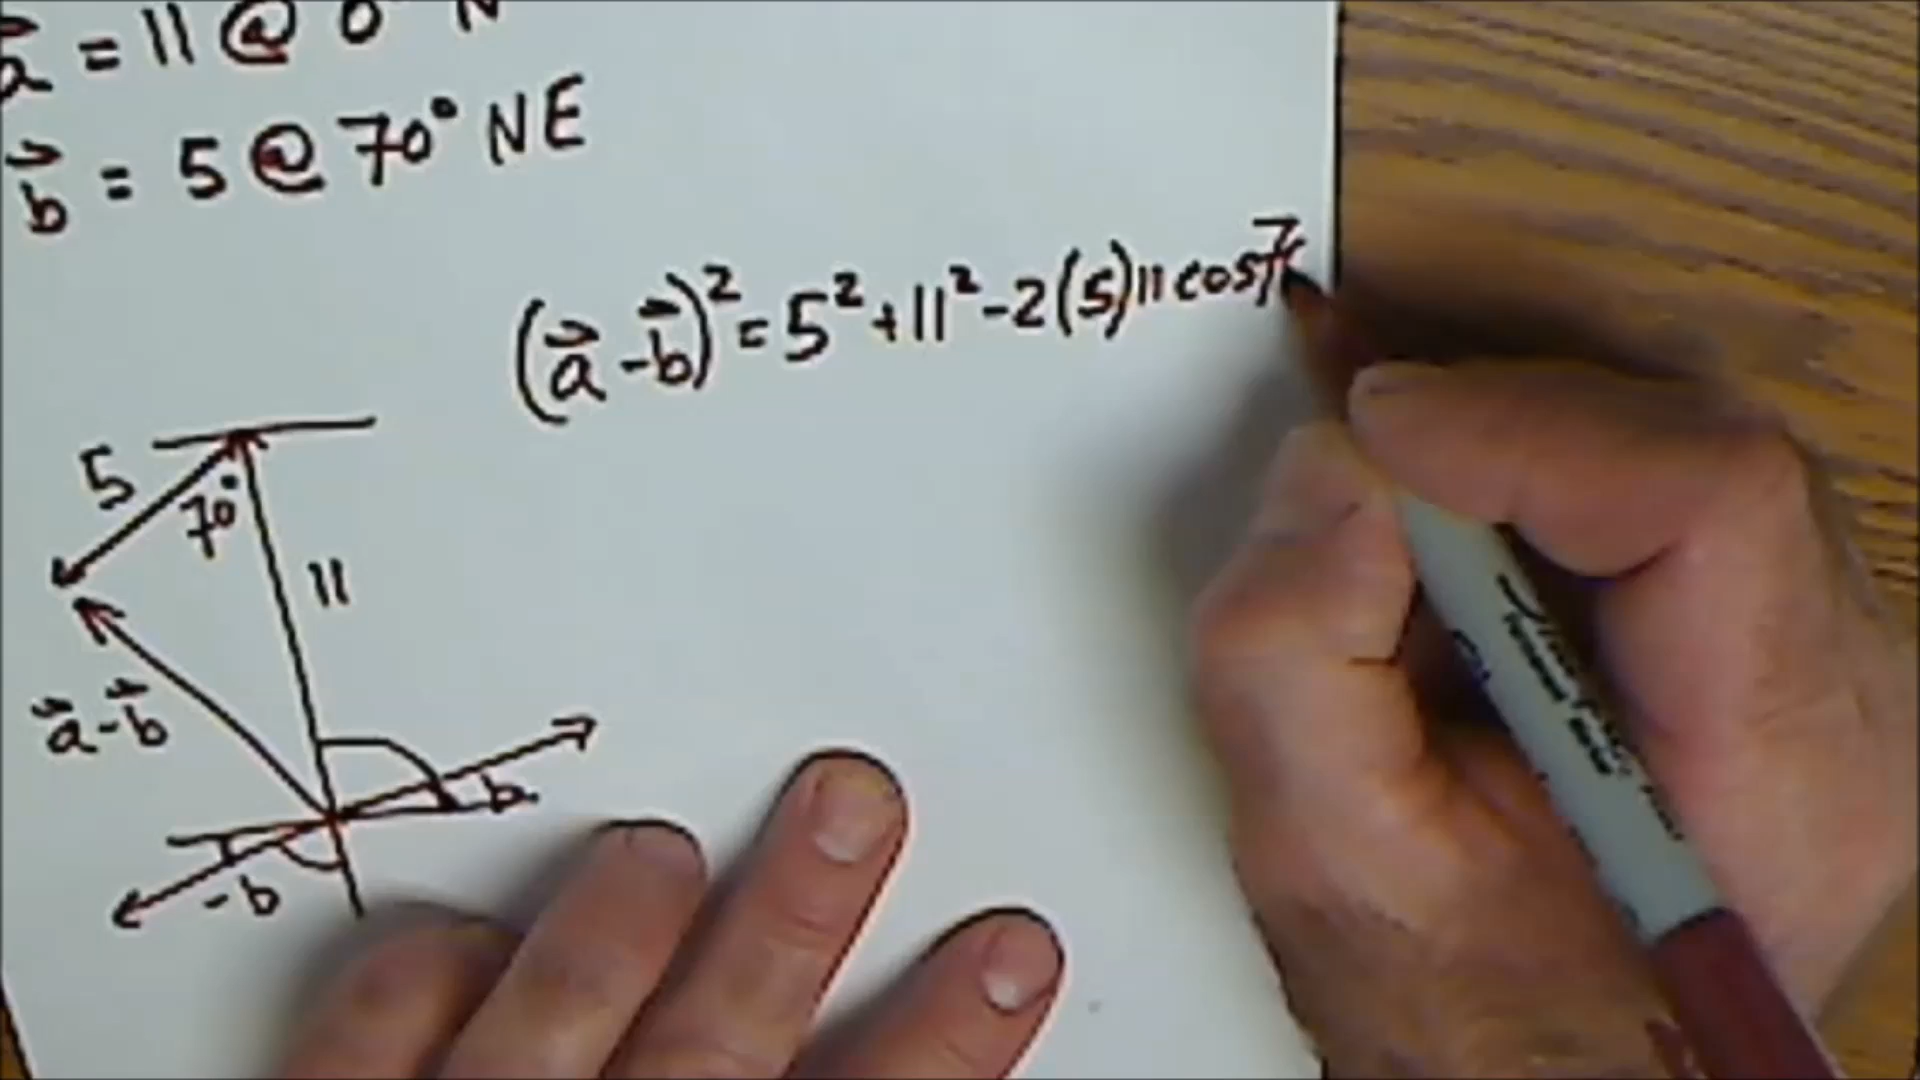 a⃗ = 11 @ 0° N
b⃗ = 5 @ 70° NE
(a⃗ - b⃗)² = 5² + 11² - 2(5)11 cos 7
5
70°
11
a⃗ - b⃗
b
-b